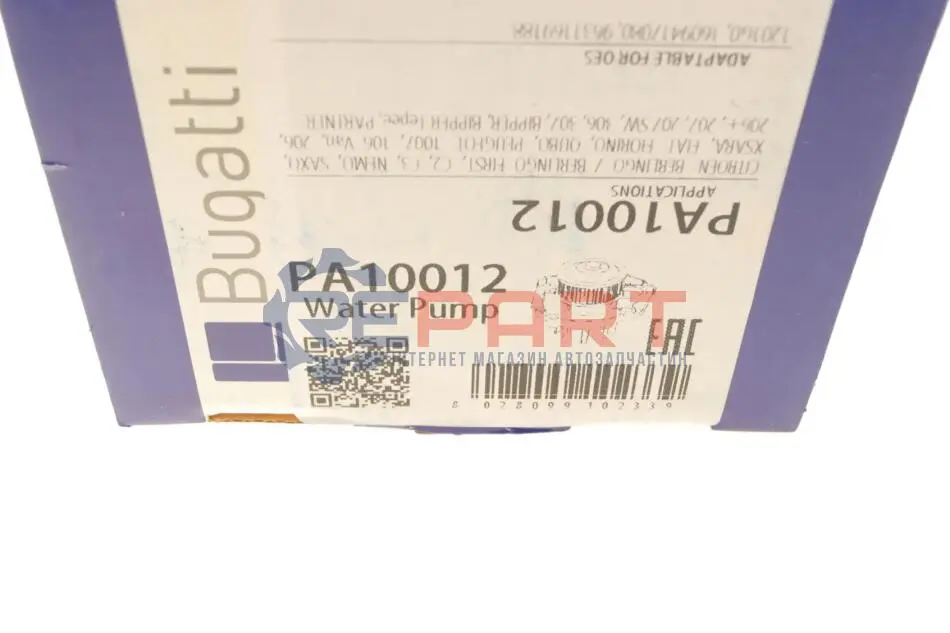 Bugatti
PA10012
Water Pump
EAC
8 028099 102339
REPART
ІНТЕРНЕТ МАГАЗИН АВТОЗАПЧАСТИН
PA10012
APPLICATIONS
CITROEN BERLINGO / BERLINGO FIRST, C2, C3, NEMO, SAXO,
XSARA, FIAT FIORINO, QUBO, PEUGEOT 1007, 106 Van, 206,
206+, 207, 207 SW, 306, 307, BIPPER, BIPPER Tepee, PARTNER
ADAPTABLE FOR OES
1201G0, 1609417080, 9631169188